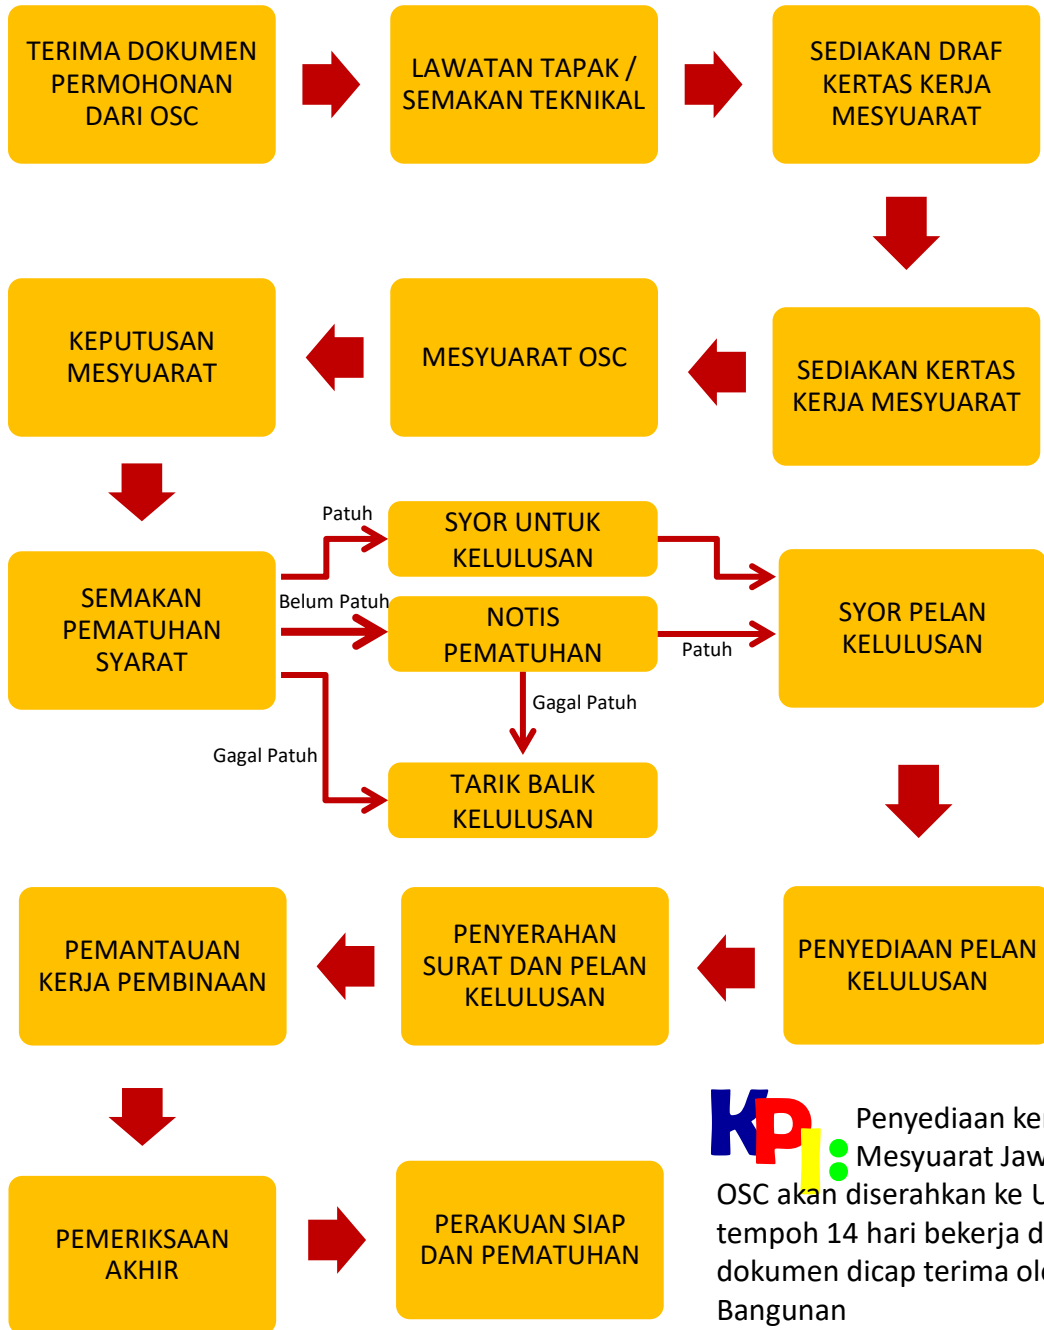 TERIMA DOKUMEN
PERMOHONAN
DARI OSC
LAWATAN TAPAK /
SEMAKAN TEKNIKAL
SEDIAKAN DRAF
KERTAS KERJA
MESYUARAT
KEPUTUSAN
MESYUARAT
MESYUARAT OSC
SEDIAKAN KERTAS
KERJA MESYUARAT
SEMAKAN
PEMATUHAN
SYARAT
Patuh
SYOR UNTUK
KELULUSAN
Belum Patuh
NOTIS
PEMATUHAN
Patuh
SYOR PELAN
KELULUSAN
Gagal Patuh
Gagal Patuh
TARIK BALIK
KELULUSAN
PEMANTAUAN
KERJA PEMBINAAN
PENYERAHAN
SURAT DAN PELAN
KELULUSAN
PENYEDIAAN PELAN
KELULUSAN
PEMERIKSAAN
AKHIR
PERAKUAN SIAP
DAN PEMATUHAN
KPI:
Penyediaan
Mesyuarat
OSC akan diserahkan ke
tempoh 14 hari bekerja
dokumen dicap terima
Bangunan